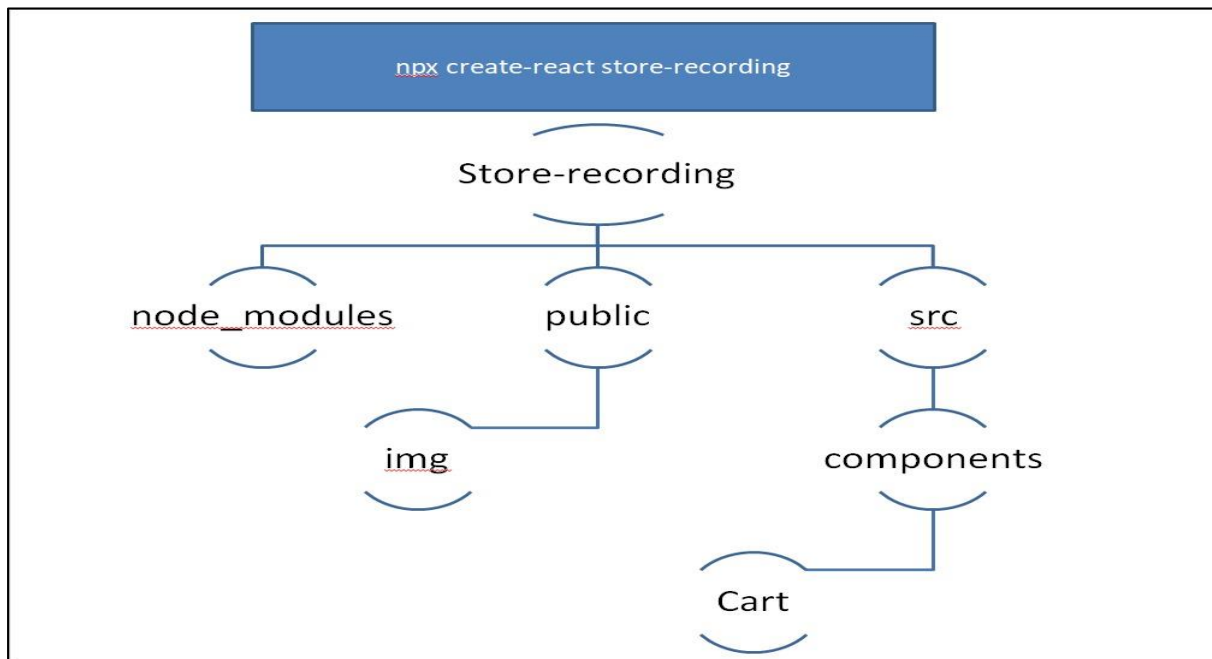 npx create-react store-recording
Store-recording
node_modules
public
src
img
components
Cart